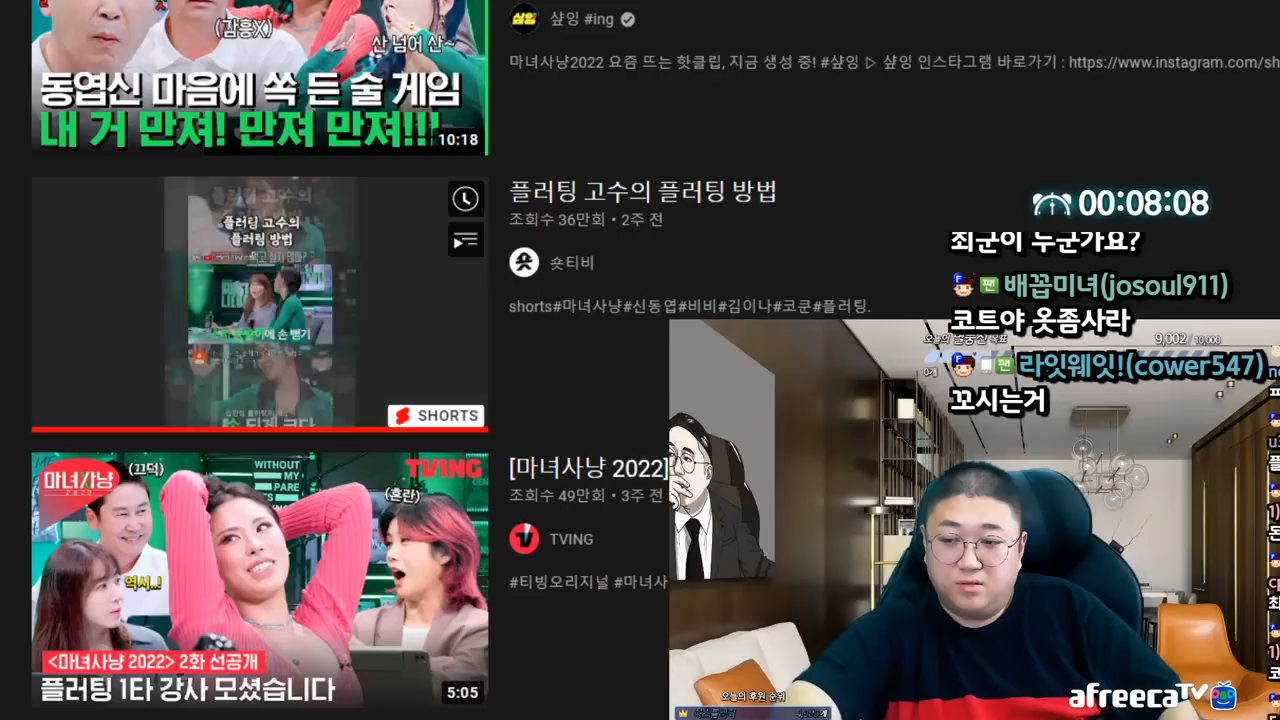 (감흥X)
산 넘어 산~
동엽신 마음에 쏙 든 술 게임
내 거 만져! 만져 만져!!!
10:18
샾잉
샾잉 #ing
마녀사냥2022 요즘 뜨는 핫클립, 지금 생성 중! #샾잉 ▷ 샾잉 인스타그램 바로가기 : https://www.instagram.com/sh
플러팅 고수의
플러팅 방법
SHORTS
플러팅 고수의 플러팅 방법
조회수 36만회 • 2주 전
숏티비
shorts#마녀사냥#신동엽#비비#김이나#코쿤#플러팅.
마녀사냥
(끄덕)
WITHOUT
MY
PARE
TVING
(혼란)
역시..!
<마녀사냥 2022> 2화 선공개
플러팅 1타 강사 모셨습니다
5:05
[마녀사냥 2022]
조회수 49만회 • 3주 전
TVING
#티빙오리지널 #마녀사
00:08:08
죄군이 누군가요?
배꼽미녀(josoul911)
코트야 옷좀사라
9,002 / 10,000
0개
라잇웨잇!(cower547)
꼬시는거
오늘의 후원 순위
afreecaTV